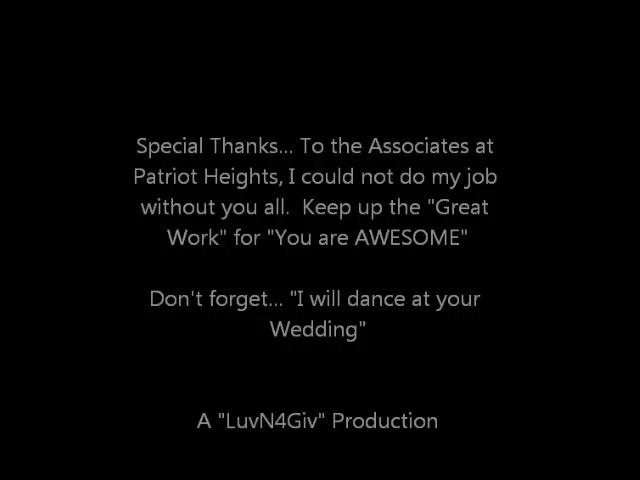 Special Thanks... To the Associates at
Patriot Heights, I could not do my job
without you all.  Keep up the "Great
Work" for "You are AWESOME"
Don't forget... "I will dance at your
Wedding"
A "LuvN4Giv" Production